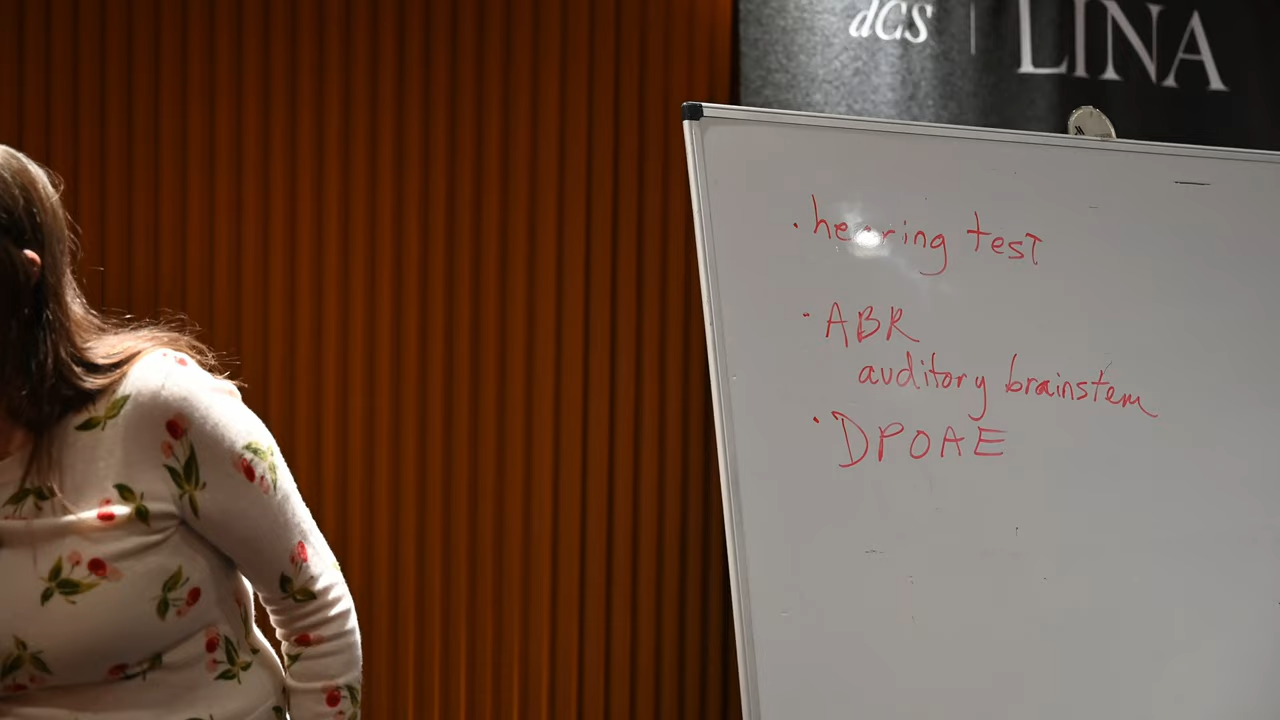 dCS | LINA
· hearing test
· ABR
auditory brainstem
· DPOAE